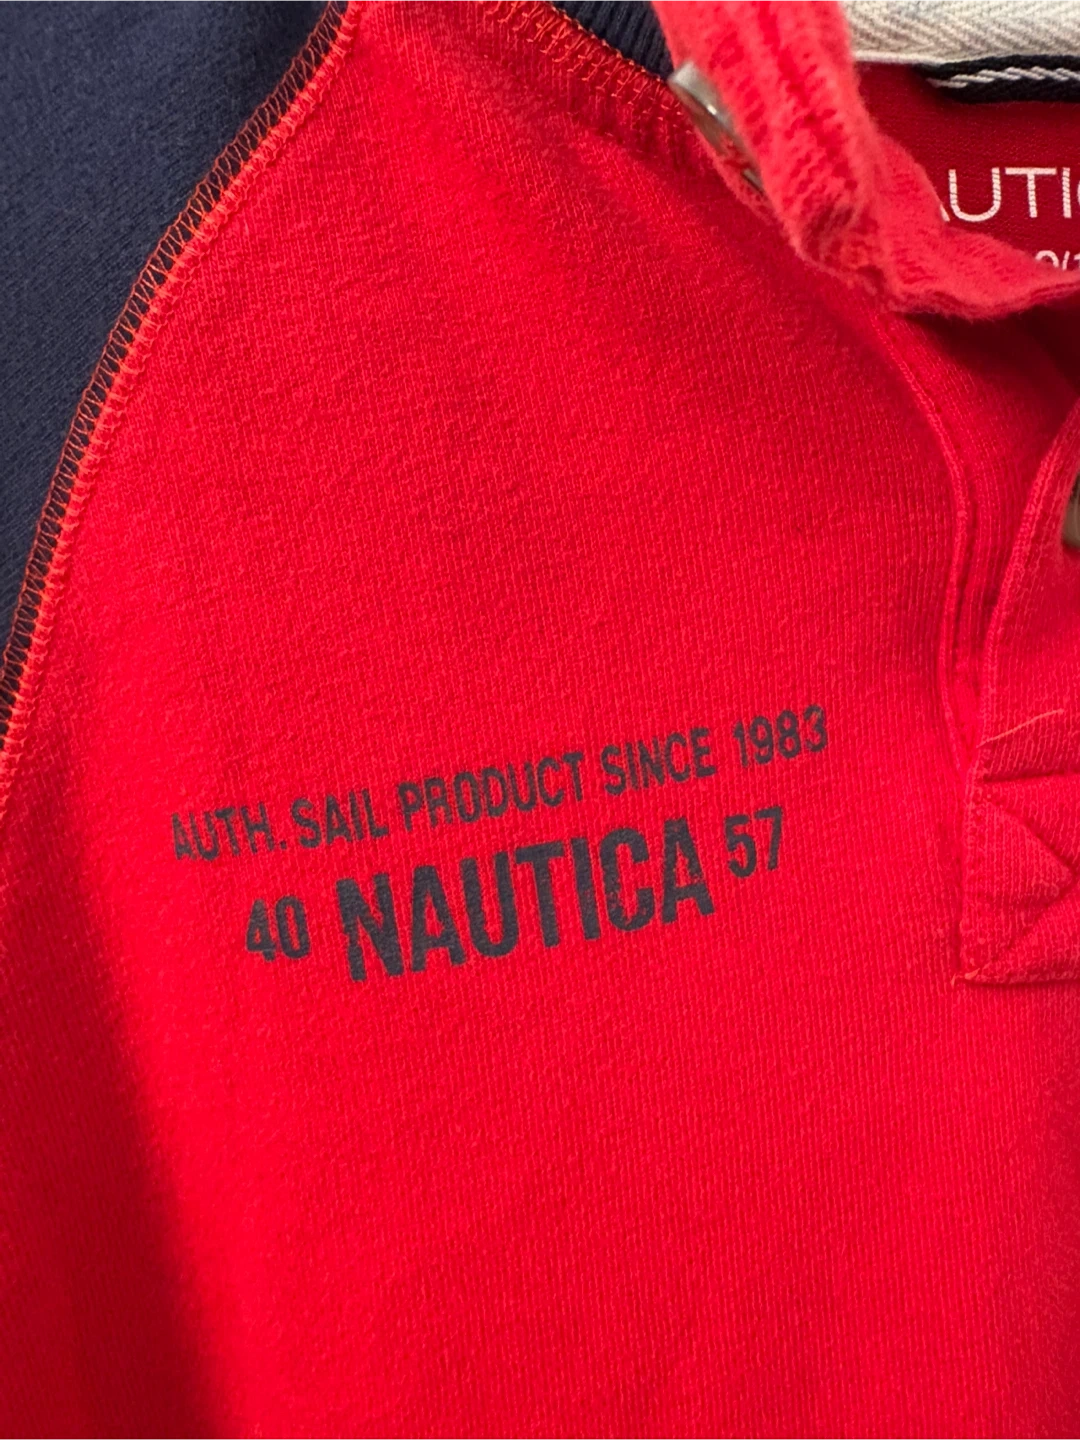 AUTH. SAIL PRODUCT SINCE 1983
40 NAUTICA 57